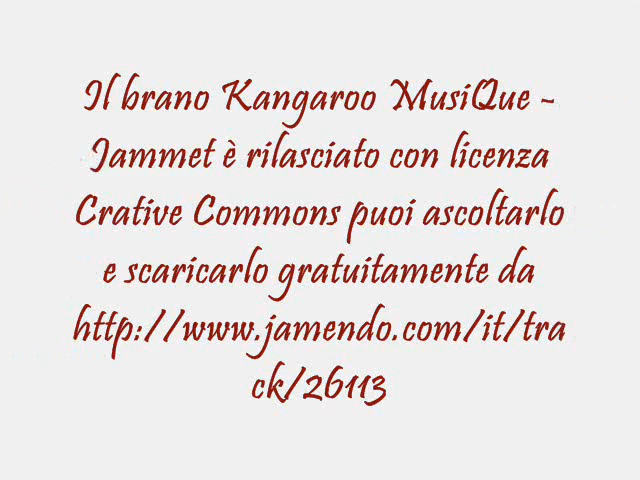 Il brano Kangaroo MusiQue -
Jammet è rilasciato con licenza
Crative Commons puoi ascoltarlo
e scaricarlo gratuitamente da
http://www.jamendo.com/it/tra
ck/26113